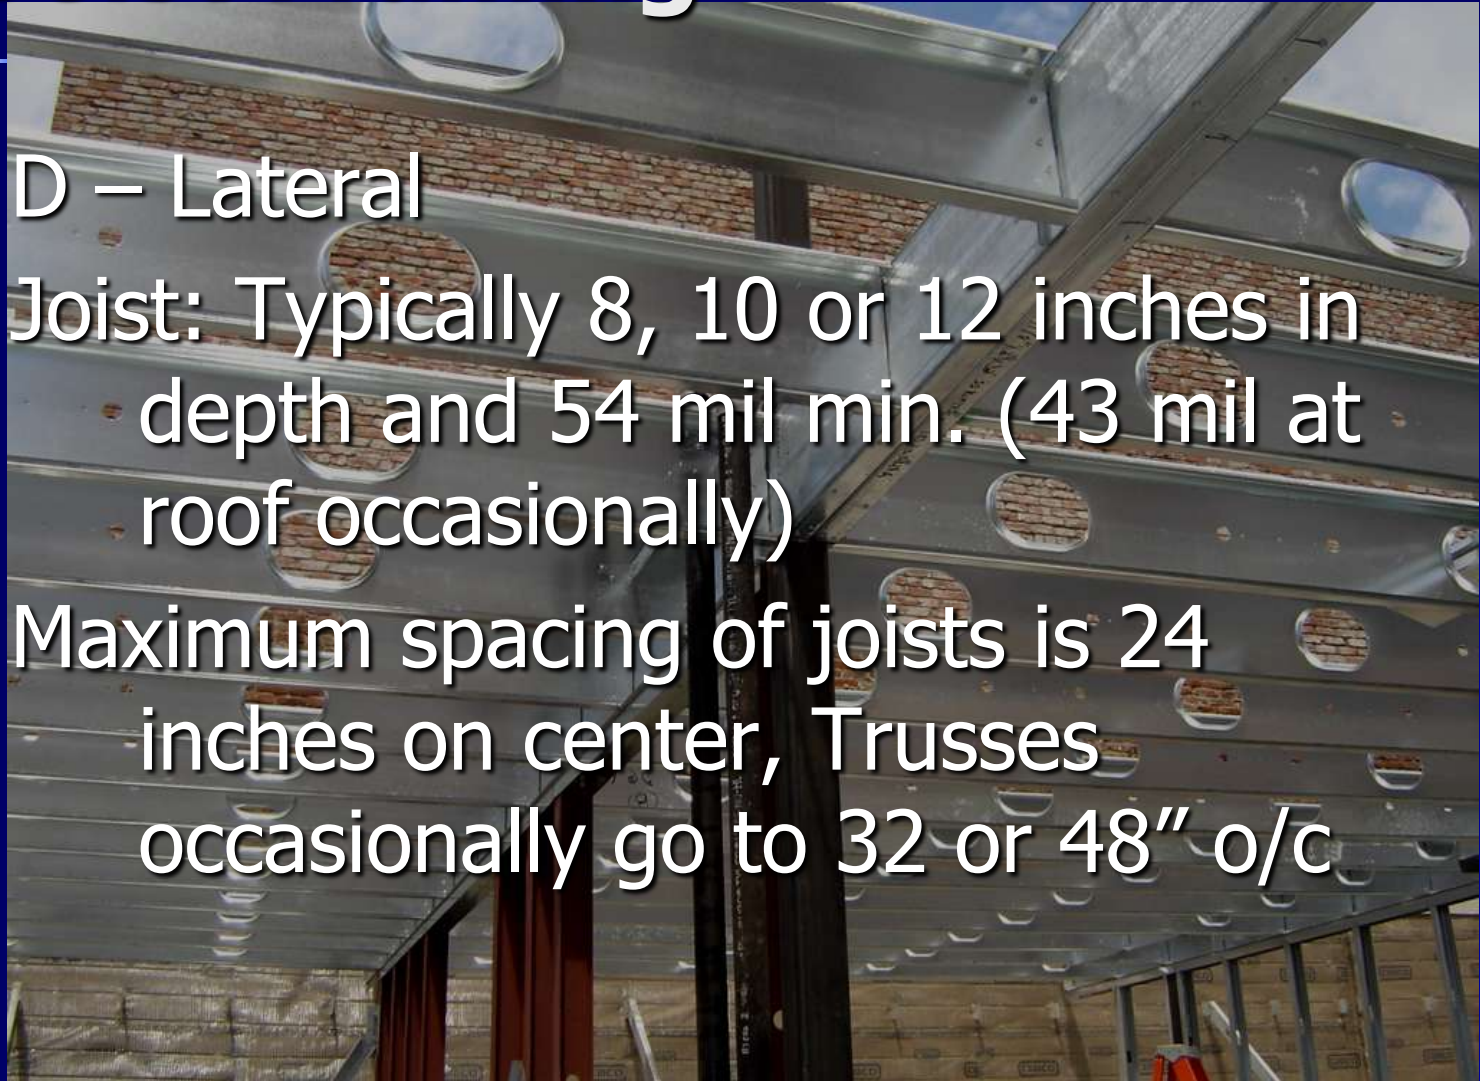 D – Lateral
Joist: Typically 8, 10 or 12 inches in
depth and 54 mil min. (43 mil at
roof occasionally)
Maximum spacing of joists is 24
inches on center, Trusses
occasionally go to 32 or 48” o/c